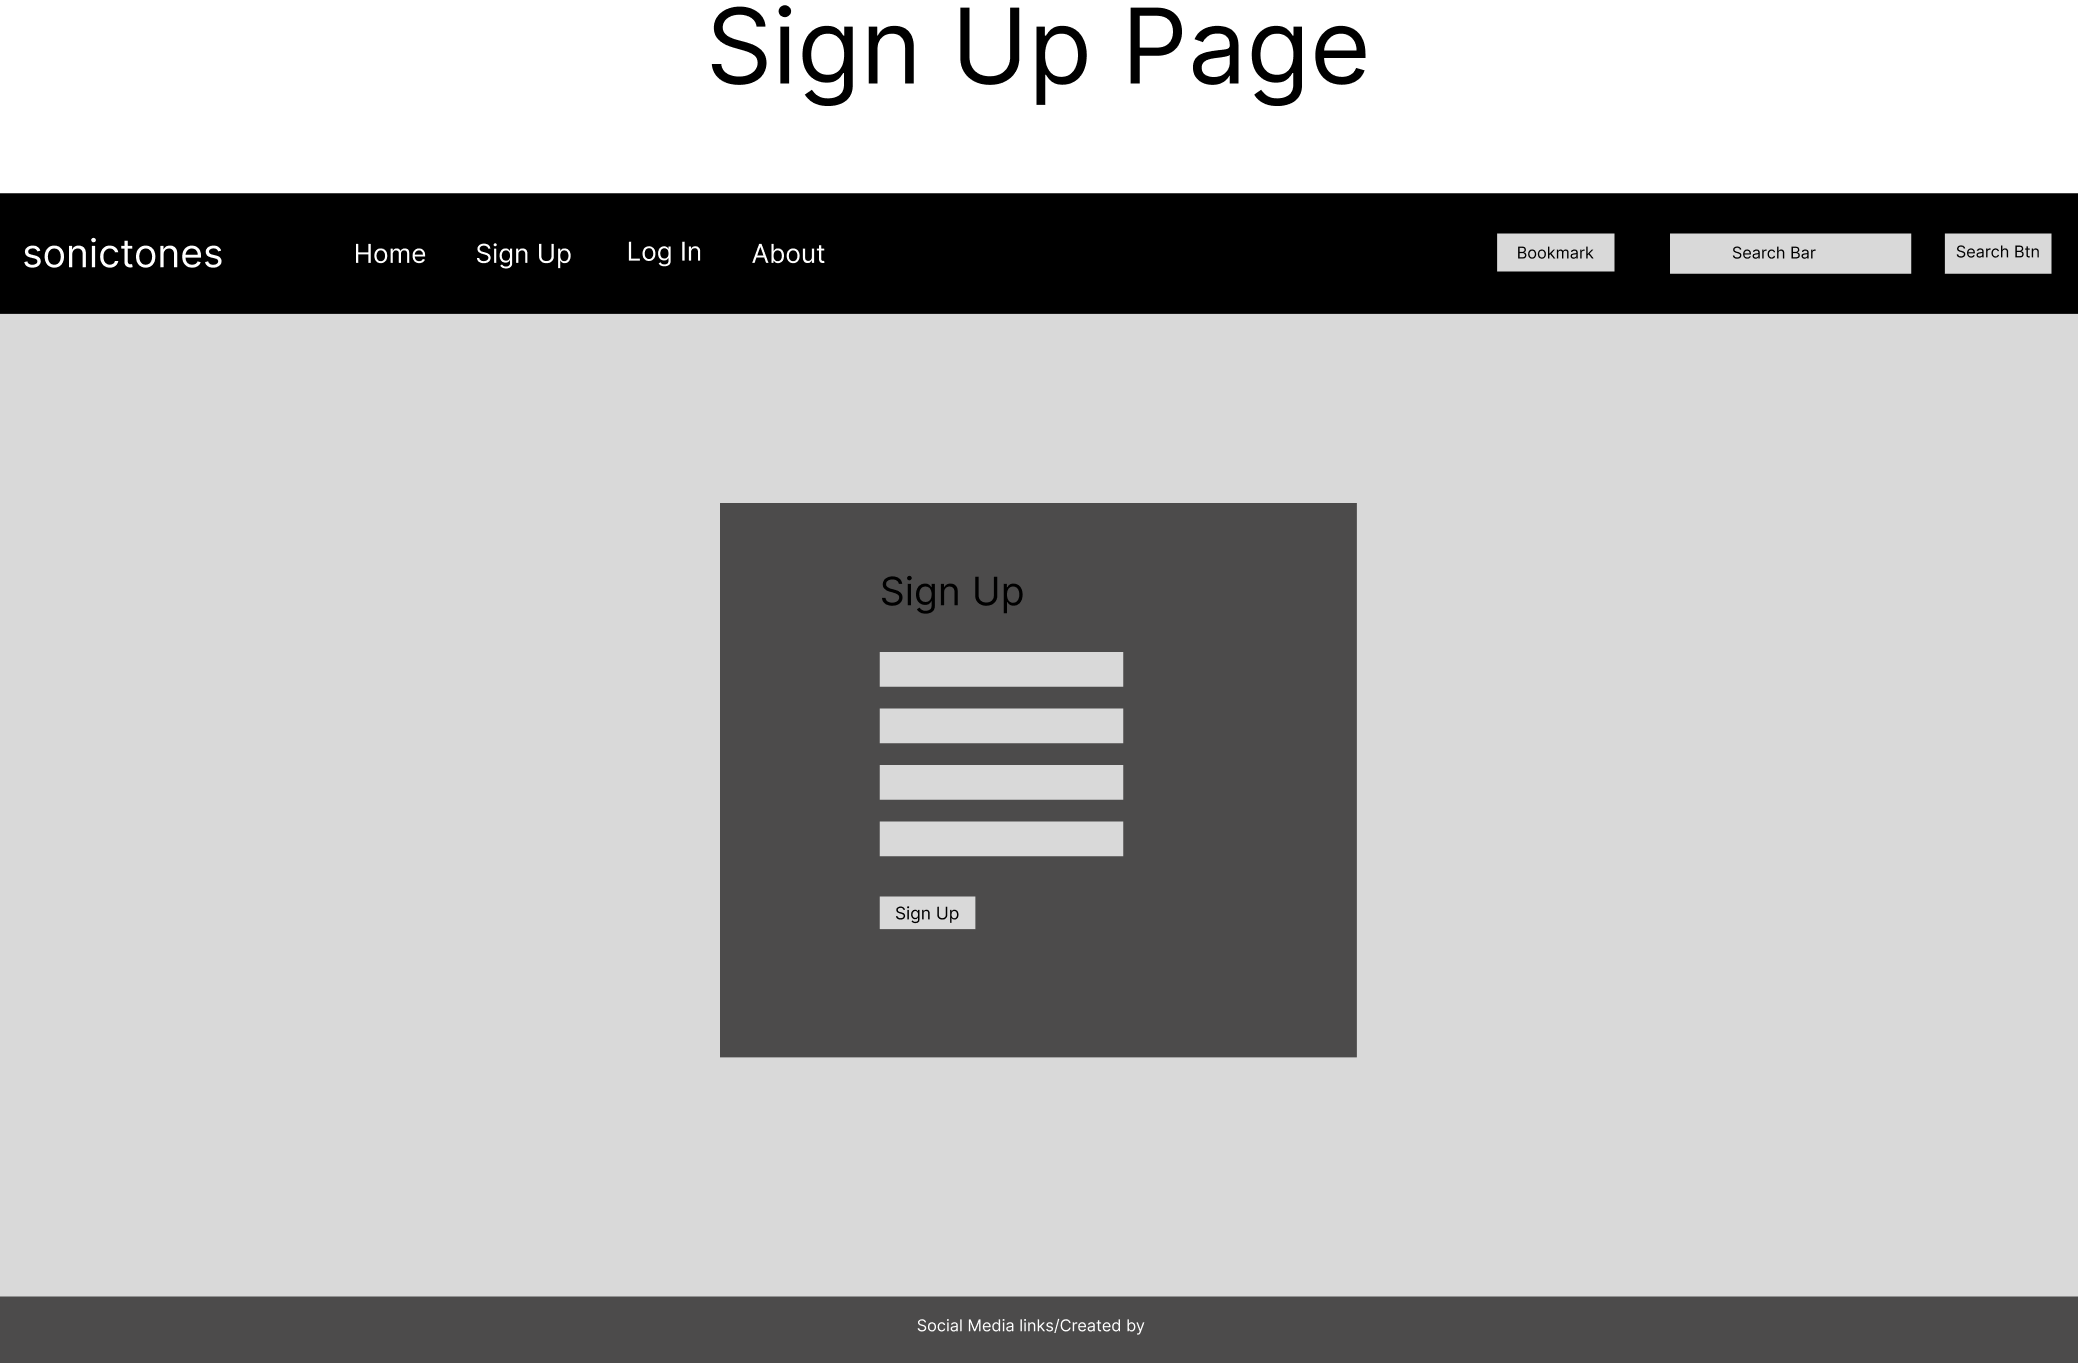 Sign Up Page
sonictones Home Sign Up Log In About Bookmark Search Bar Search Btn
Sign Up
Sign Up
Social Media links/Created by